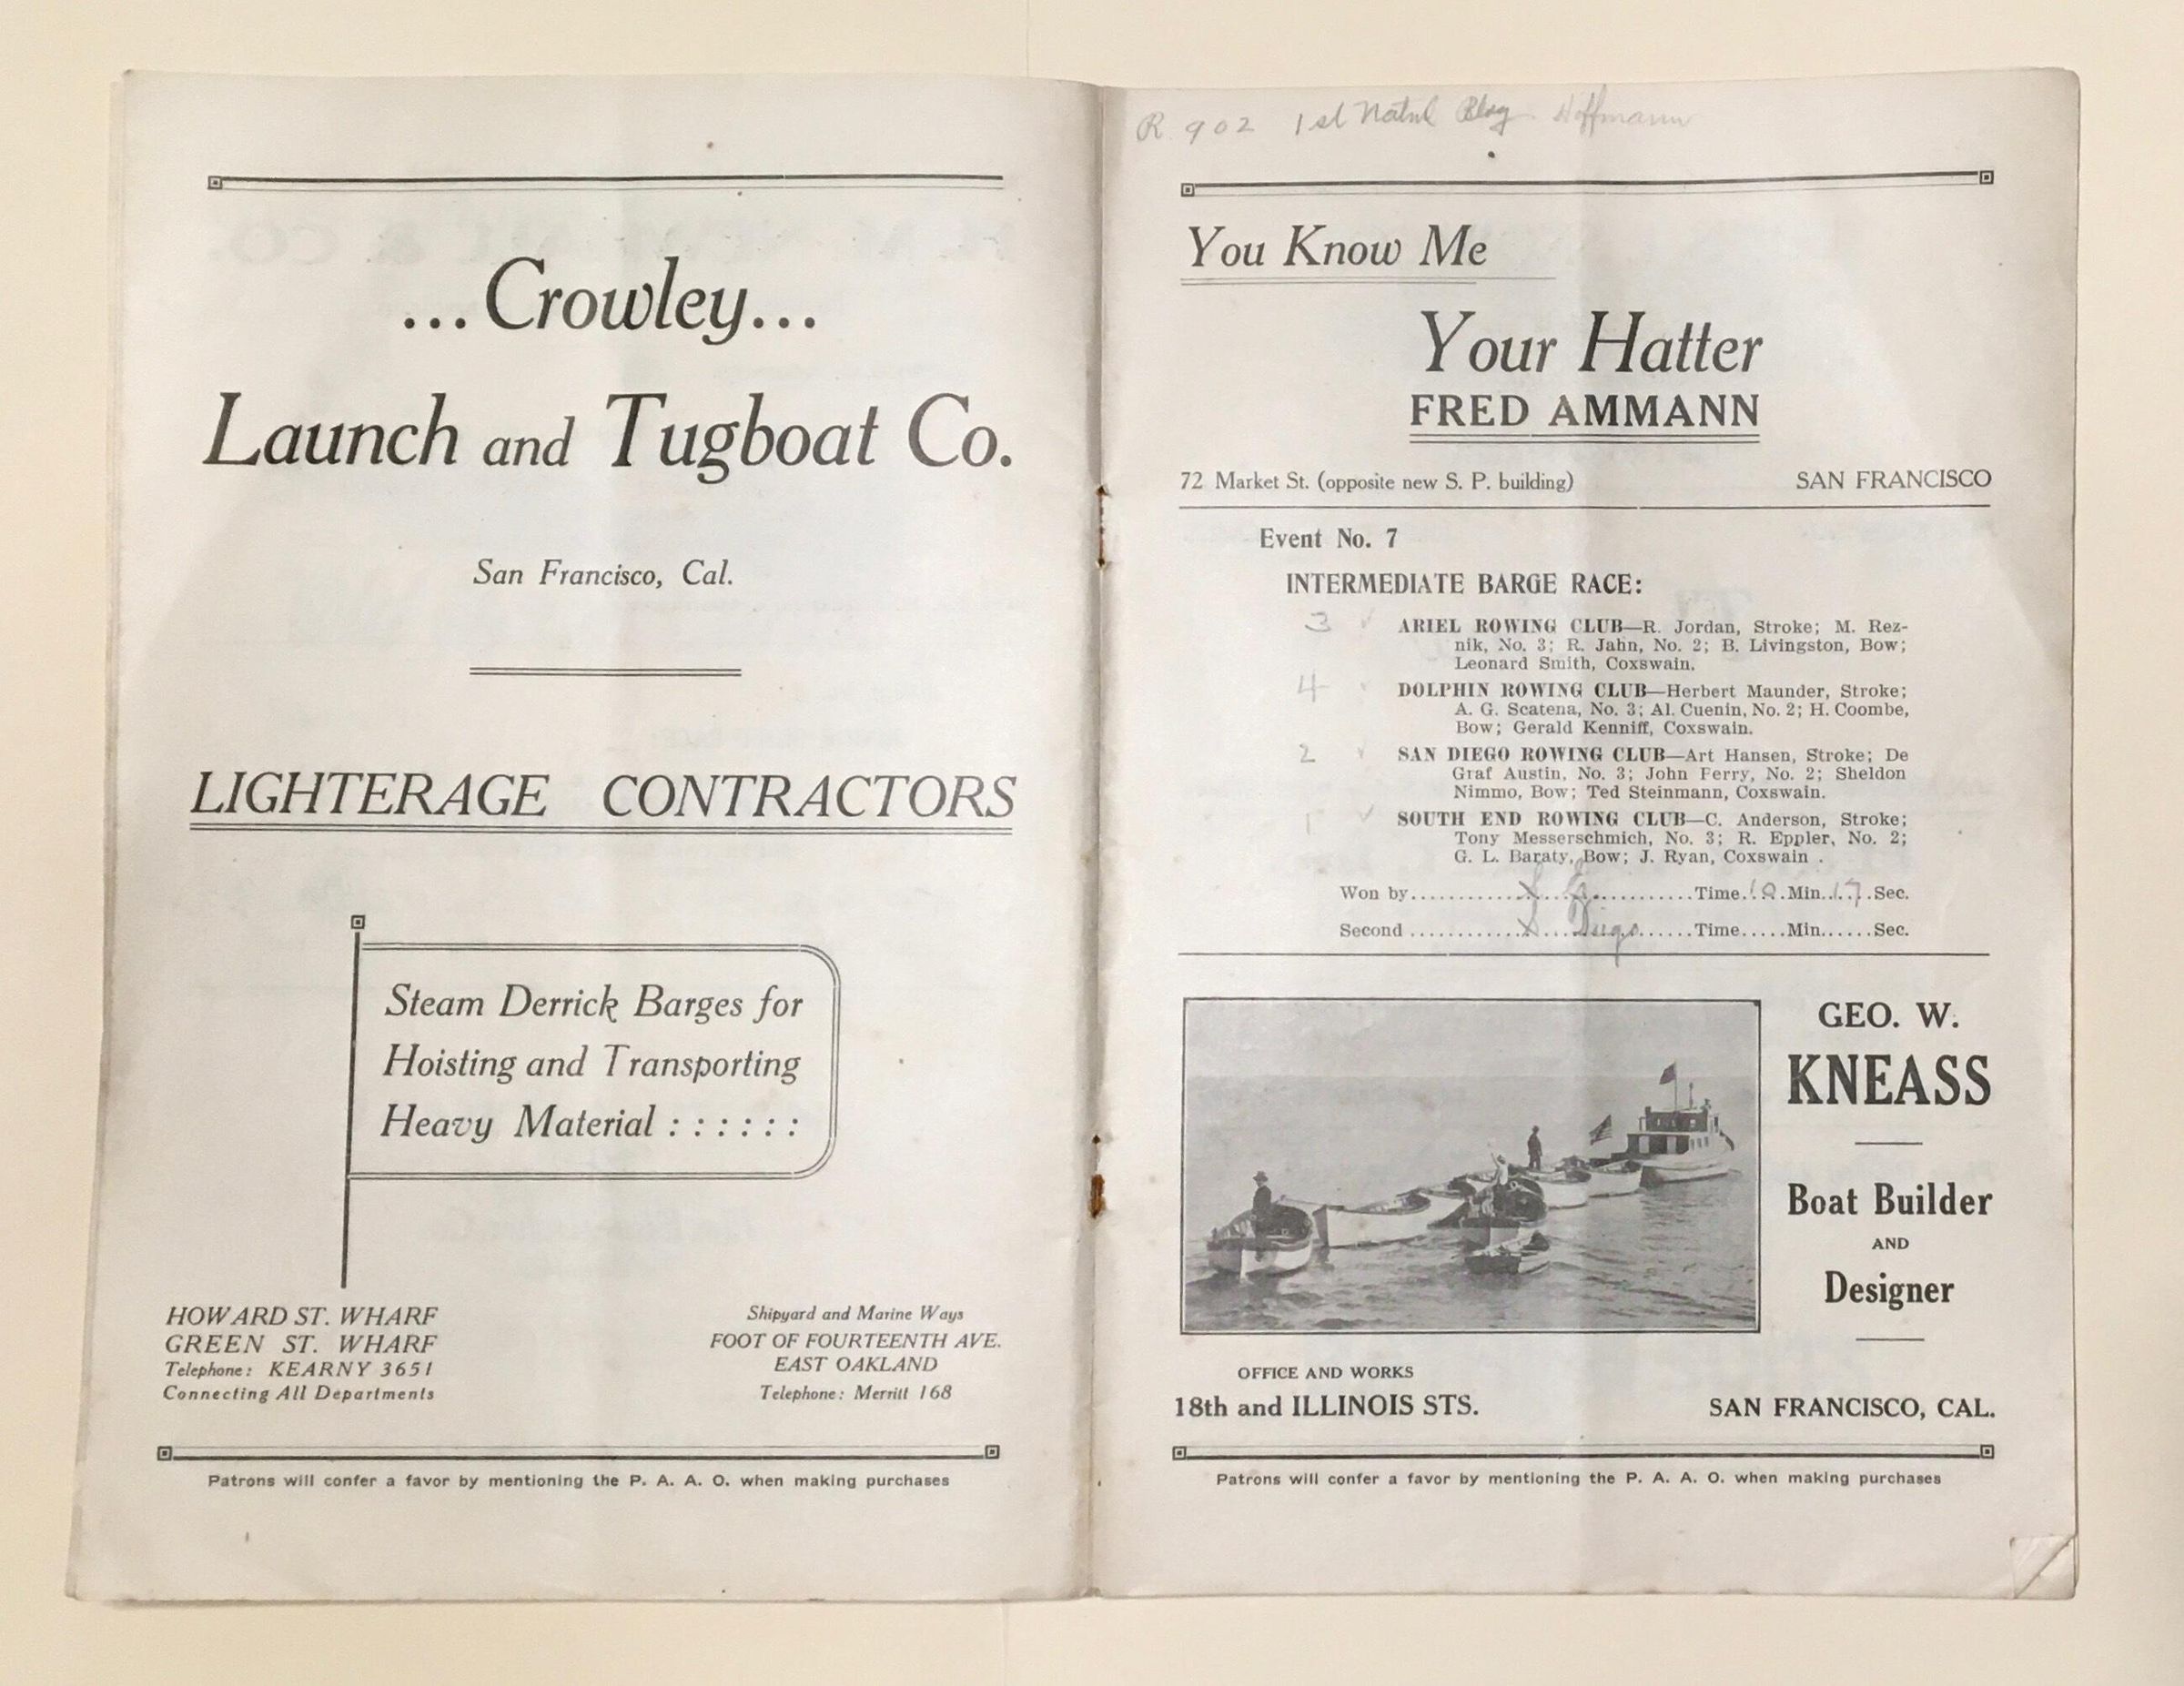 ...Crowley...
Launch and Tugboat Co.
San Francisco, Cal.
LIGHTERAGE CONTRACTORS
Steam Derrick Barges for
Hoisting and Transporting
Heavy Material : : : : : :
HOWARD ST. WHARF
GREEN ST. WHARF
Telephone: KEARNY 3651
Connecting All Departments
Shipyard and Marine Ways
FOOT OF FOURTEENTH AVE.
EAST OAKLAND
Telephone: Merritt 168
Patrons will confer a favor by mentioning the P. A. A. O. when making purchases
R. 902 1st Natnl Bldg. Hoffmann
You Know Me
Your Hatter
FRED AMMANN
72 Market St. (opposite new S. P. building) SAN FRANCISCO
Event No. 7
INTERMEDIATE BARGE RACE:
3 ✓ ARIEL ROWING CLUB—R. Jordan, Stroke; M. Rez-
nik, No. 3; R. Jahn, No. 2; B. Livingston, Bow;
Leonard Smith, Coxswain.
4 ✓ DOLPHIN ROWING CLUB—Herbert Maunder, Stroke;
A. G. Scatena, No. 3; Al. Cuenin, No. 2; H. Coombe,
Bow; Gerald Kenniff, Coxswain.
2 ✓ SAN DIEGO ROWING CLUB—Art Hansen, Stroke; De
Graf Austin, No. 3; John Ferry, No. 2; Sheldon
Nimmo, Bow; Ted Steinmann, Coxswain.
1 ✓ SOUTH END ROWING CLUB—C. Anderson, Stroke;
Tony Messerschmich, No. 3; R. Eppler, No. 2;
G. L. Baraty, Bow; J. Ryan, Coxswain .
Won by............S. E............Time.10.Min..17.Sec.
Second............S...Diego......Time.....Min......Sec.
GEO. W.
KNEASS
Boat Builder
AND
Designer
OFFICE AND WORKS
18th and ILLINOIS STS. SAN FRANCISCO, CAL.
Patrons will confer a favor by mentioning the P. A. A. O. when making purchases